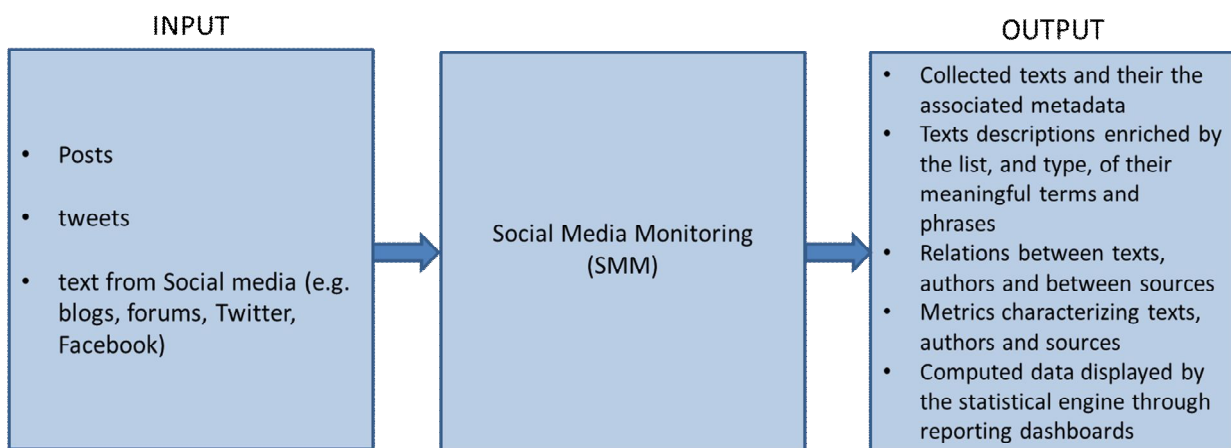 INPUT
• Posts
• tweets
• text from Social media (e.g.
blogs, forums, Twitter,
Facebook)
Social Media Monitoring
(SMM)
OUTPUT
• Collected texts and their the
associated metadata
• Texts descriptions enriched by
the list, and type, of their
meaningful terms and
phrases
• Relations between texts,
authors and between sources
• Metrics characterizing texts,
authors and sources
• Computed data displayed by
the statistical engine through
reporting dashboards